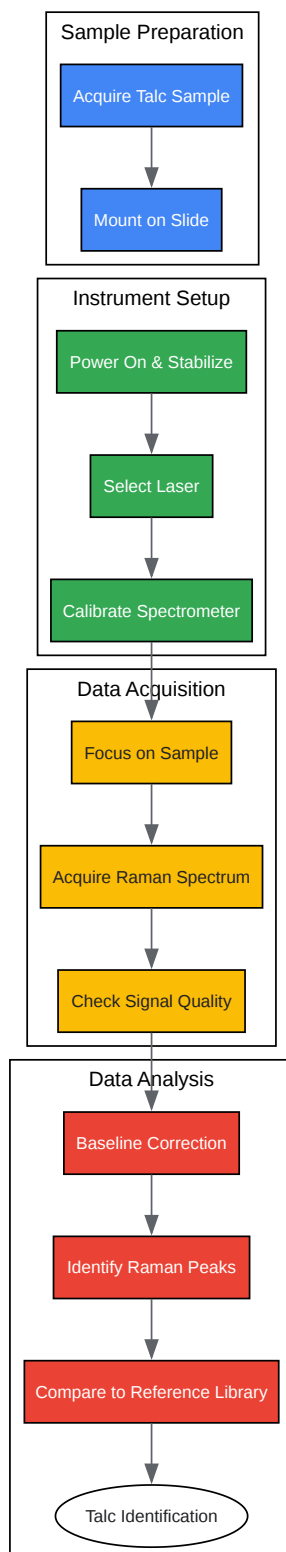 Sample Preparation
Acquire Talc Sample
Mount on Slide
Instrument Setup
Power On & Stabilize
Select Laser
Calibrate Spectrometer
Data Acquisition
Focus on Sample
Acquire Raman Spectrum
Check Signal Quality
Data Analysis
Baseline Correction
Identify Raman Peaks
Compare to Reference Library
Talc Identification